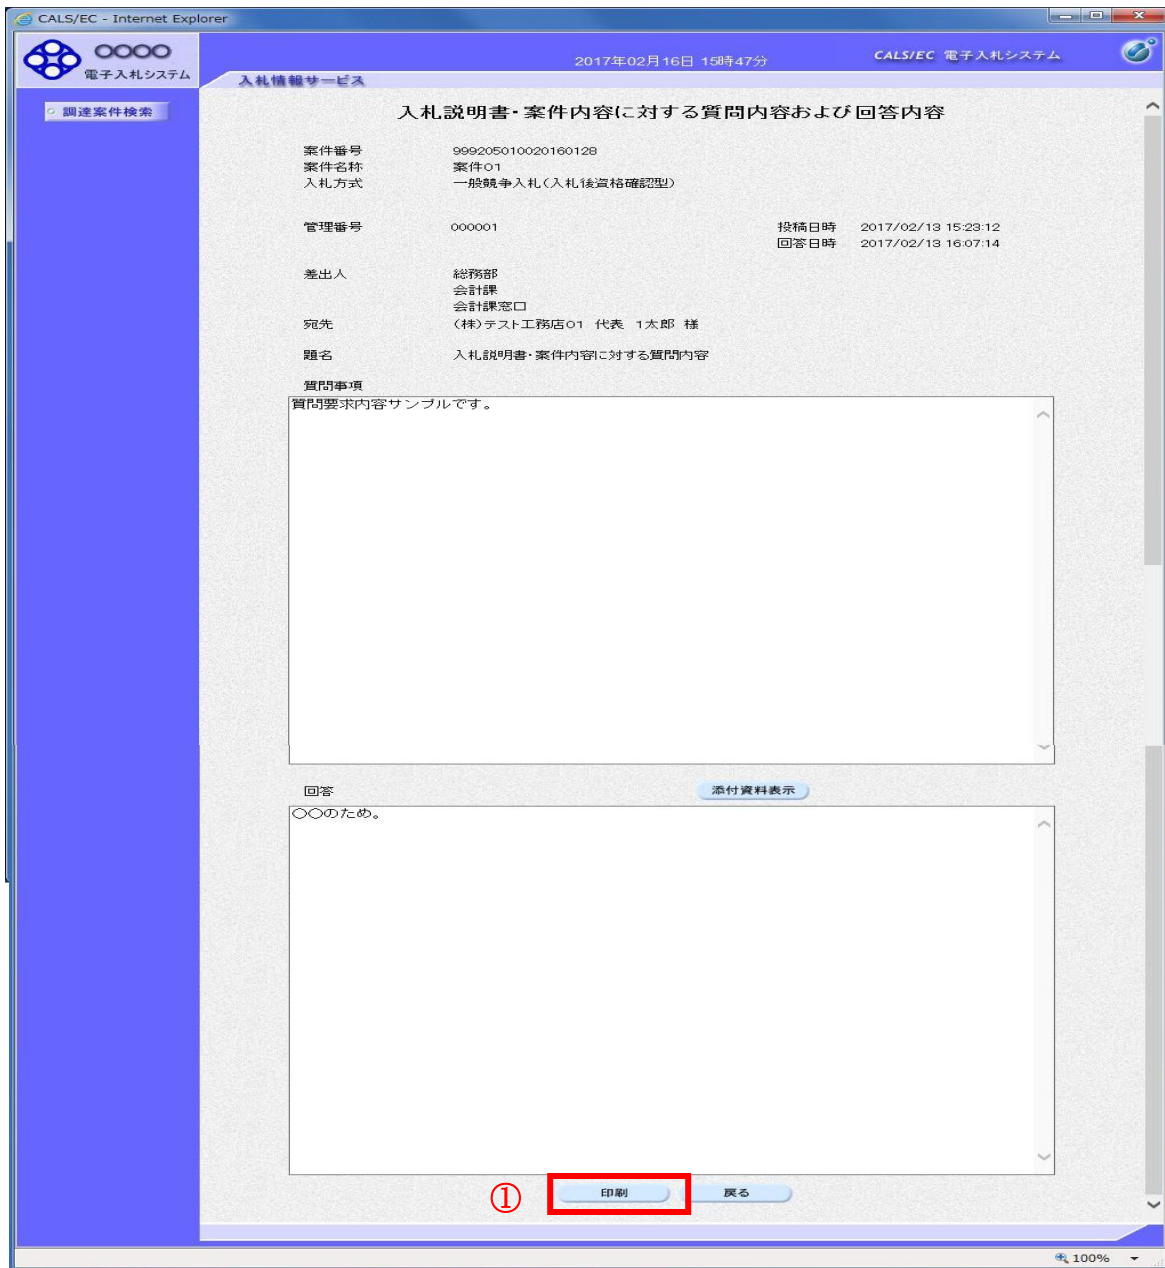 CALS/EC - Internet Explorer
〇〇〇〇
電子入札システム
2017年02月16日 15時47分
CALS/EC 電子入札システム
入札情報サービス
調達案件検索
入札説明書・案件内容に対する質問内容および回答内容
案件番号 999205010020160128
案件名称 案件01
入札方式 一般競争入札(入札後資格確認型)
管理番号 000001 投稿日時 2017/02/13 15:23:12
回答日時 2017/02/13 16:07:14
差出人 総務部
会計課
会計課窓口
宛先 (株)テスト工務店01 代表 1太郎 様
題名 入札説明書・案件内容に対する質問内容
質問事項
質問要求内容サンプルです。
回答 添付資料表示
〇〇のため。
① 印刷 戻る
100%